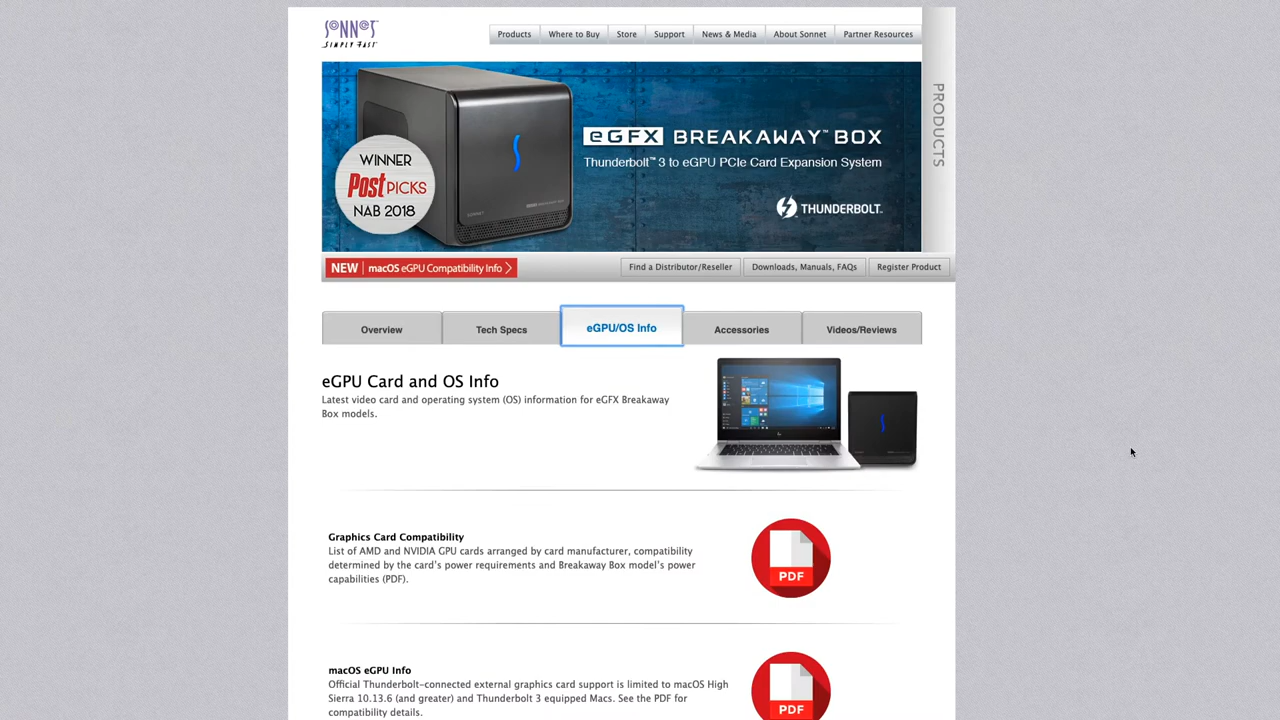 SONNET
SIMPLY FAST
Products
Where to Buy
Store
Support
News & Media
About Sonnet
Partner Resources
PRODUCTS
WINNER
Post PICKS
NAB 2018
eGFX BREAKAWAY™ BOX
Thunderbolt™ 3 to eGPU PCIe Card Expansion System
THUNDERBOLT.
NEW | macOS eGPU Compatibility Info
Find a Distributor/Reseller
Downloads, Manuals, FAQs
Register Product
Overview
Tech Specs
eGPU/OS Info
Accessories
Videos/Reviews
eGPU Card and OS Info
Latest video card and operating system (OS) information for eGFX Breakaway
Box models.
Graphics Card Compatibility
List of AMD and NVIDIA GPU cards arranged by card manufacturer, compatibility
determined by the card's power requirements and Breakaway Box model's power
capabilities (PDF).
PDF
macOS eGPU Info
Official Thunderbolt-connected external graphics card support is limited to macOS High
Sierra 10.13.6 (and greater) and Thunderbolt 3 equipped Macs. See the PDF for
compatibility details.
PDF